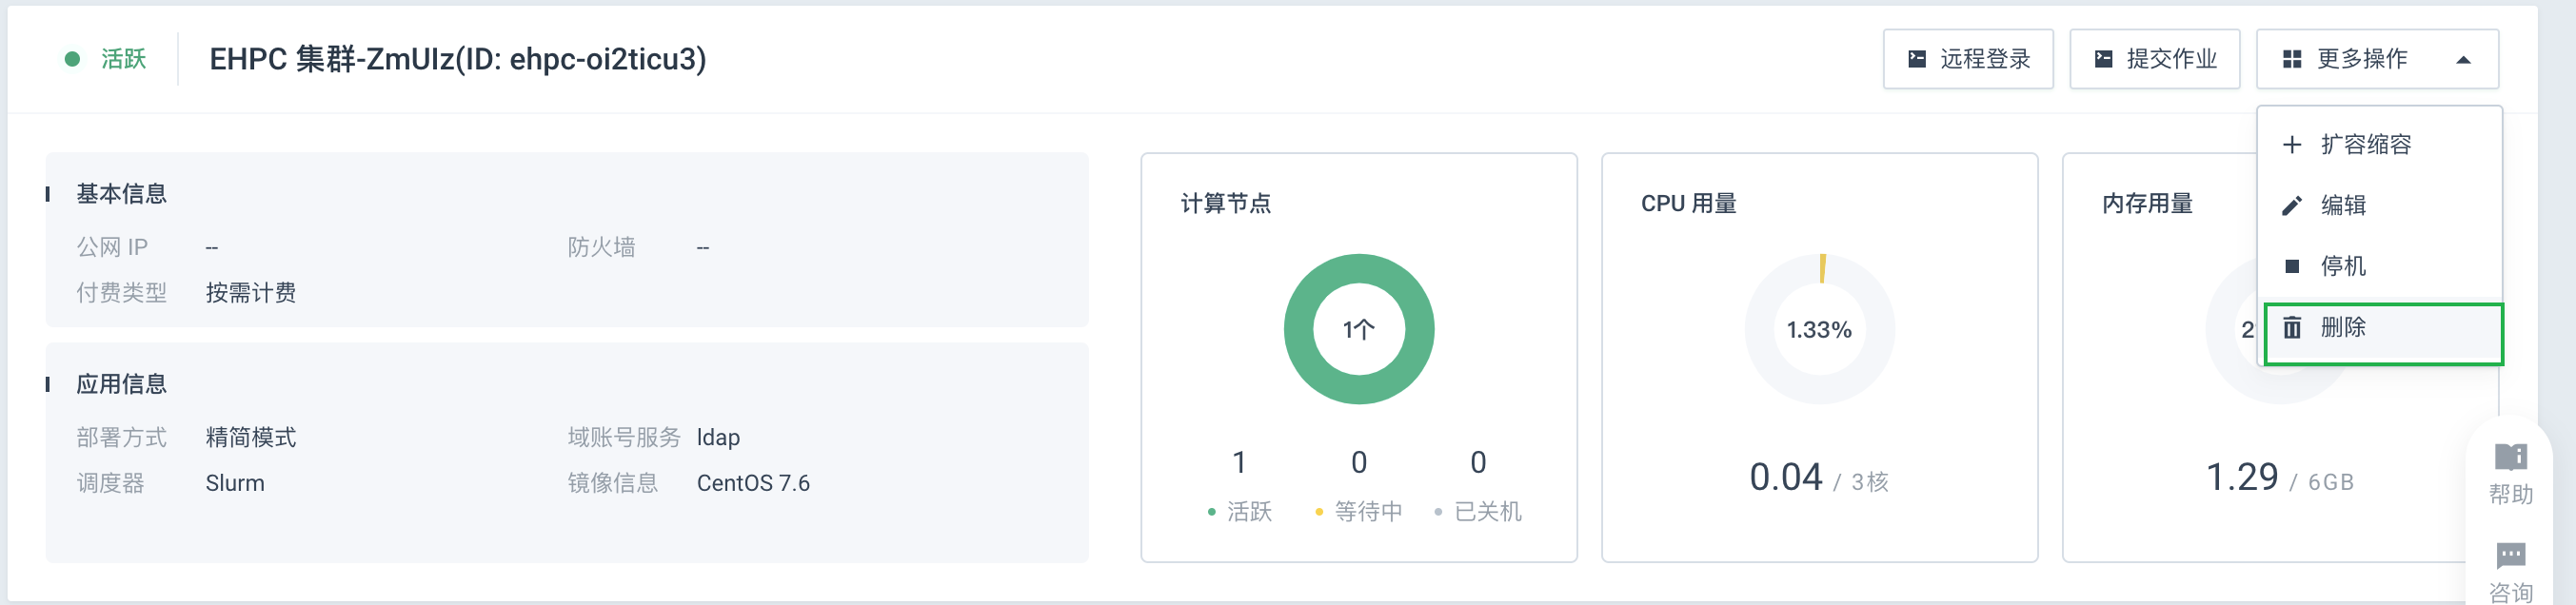 活跃
EHPC 集群-ZmUIz(ID: ehpc-oi2ticu3)
远程登录
提交作业
更多操作
扩容缩容
编辑
停机
删除
基本信息
公网 IP --
防火墙 --
付费类型 按需计费
应用信息
部署方式 精简模式
域账号服务 ldap
调度器 Slurm
镜像信息 CentOS 7.6
计算节点
1个
1 0 0
活跃 等待中 已关机
CPU 用量
1.33%
0.04 / 3核
内存用量
1.29 / 6GB
帮助
咨询